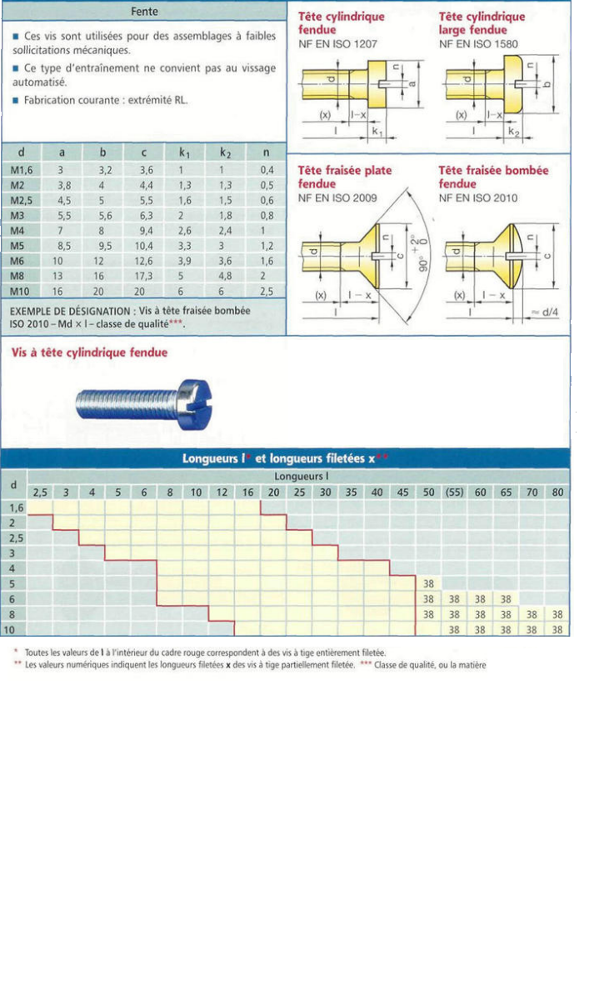 Fente
■ Ces vis sont utilisées pour des assemblages à faibles
sollicitations mécaniques.
■ Ce type d'entraînement ne convient pas au vissage
automatisé.
■ Fabrication courante : extrémité RL.
d a b c k1 k2 n
M1,6 3 3,2 3,6 1 1 0,4
M2 3,8 4 4,4 1,3 1,3 0,5
M2,5 4,5 5 5,5 1,6 1,5 0,6
M3 5,5 5,6 6,3 2 1,8 0,8
M4 7 8 9,4 2,6 2,4 1
M5 8,5 9,5 10,4 3,3 3 1,2
M6 10 12 12,6 3,9 3,6 1,6
M8 13 16 17,3 5 4,8 2
M10 16 20 20 6 6 2,5
EXEMPLE DE DÉSIGNATION : Vis à tête fraisée bombée
ISO 2010 – Md × l – classe de qualité***.
Tête cylindrique
fendue
NF EN ISO 1207
d n a
(x) l–x
l k1
Tête cylindrique
large fendue
NF EN ISO 1580
d n b
(x) l–x
l k2
Tête fraisée plate
fendue
NF EN ISO 2009
d n c 90° +2° 0
(x) l – x
l
Tête fraisée bombée
fendue
NF EN ISO 2010
d n c
(x) l – x
l ≈ d/4
Vis à tête cylindrique fendue
Longueurs l* et longueurs filetées x**
d Longueurs l
2,5 3 4 5 6 8 10 12 16 20 25 30 35 40 45 50 (55) 60 65 70 80
1,6
2
2,5
3
4
5 38
6 38 38 38 38
8 38 38 38 38 38 38
10 38 38 38 38 38
* Toutes les valeurs de l à l'intérieur du cadre rouge correspondent à des vis à tige entièrement filetée.
** Les valeurs numériques indiquent les longueurs filetées x des vis à tige partiellement filetée. *** Classe de qualité, ou la matière